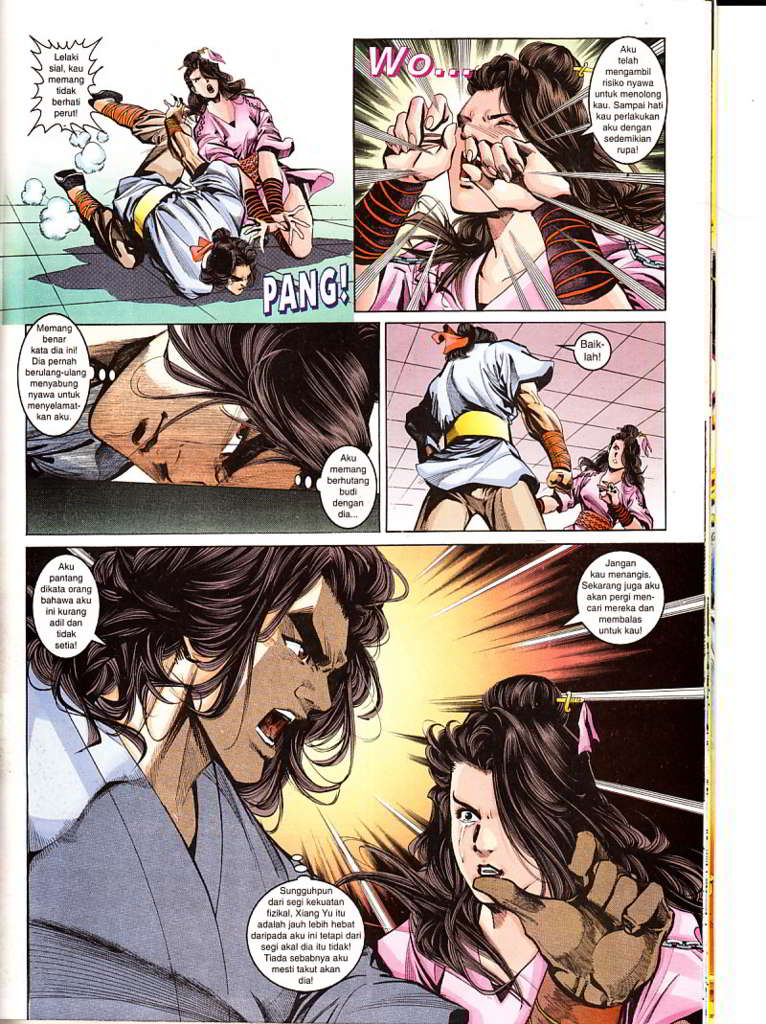 Lelaki
sial, kau
memang
tidak
berhati
perut!
PANG!
Wo...
Aku
telah
mengambil
risiko nyawa
untuk menolong
kau. Sampai hati
kau perlakukan
aku dengan
sedemikian
rupa!
Memang
benar
kata dia ini!
Dia pernah
berulang-ulang
menyabung
nyawa untuk
menyelamat-
kan aku.
Aku
memang
berhutang
budi
dengan
dia...
Baik-
lah!
Aku
pantang
dikata orang
bahawa aku
ini kurang
adil dan
tidak
setia!
Jangan
kau menangis.
Sekarang juga aku
akan pergi men-
cari mereka dan
membalas
untuk kau!
Sungguhpun
dari segi kekuatan
fizikal, Xiang Yu itu
adalah jauh lebih hebat
daripada aku ini tetapi dari
segi akal dia itu tidak!
Tiada sebabnya aku
mesti takut akan
dia!